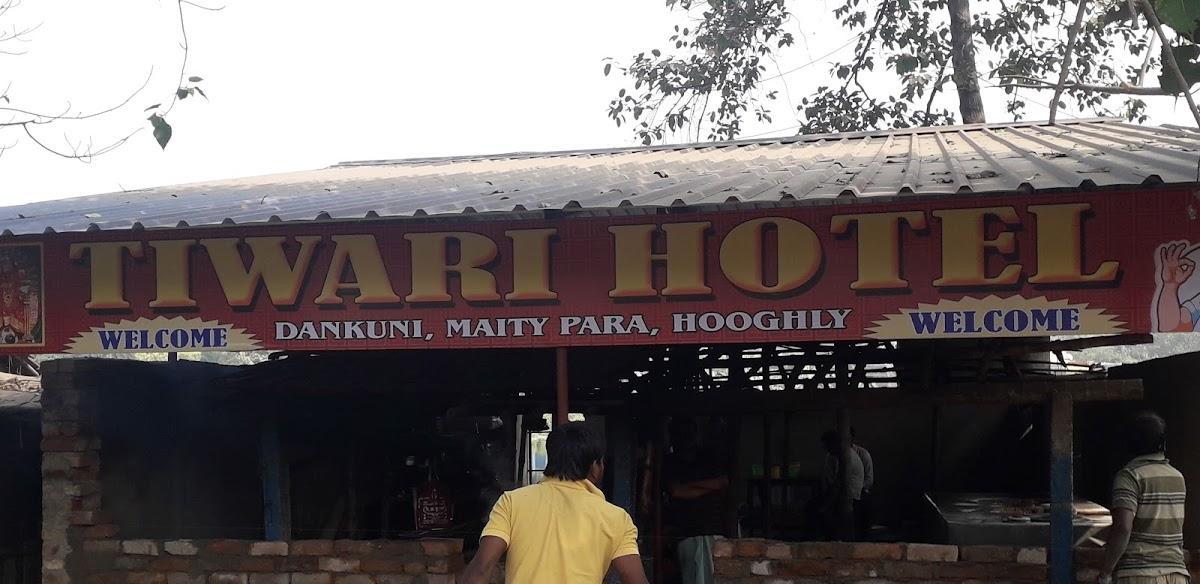 TIWARI HOTEL
WELCOME DANKUNI, MAITY PARA, HOOGHLY WELCOME